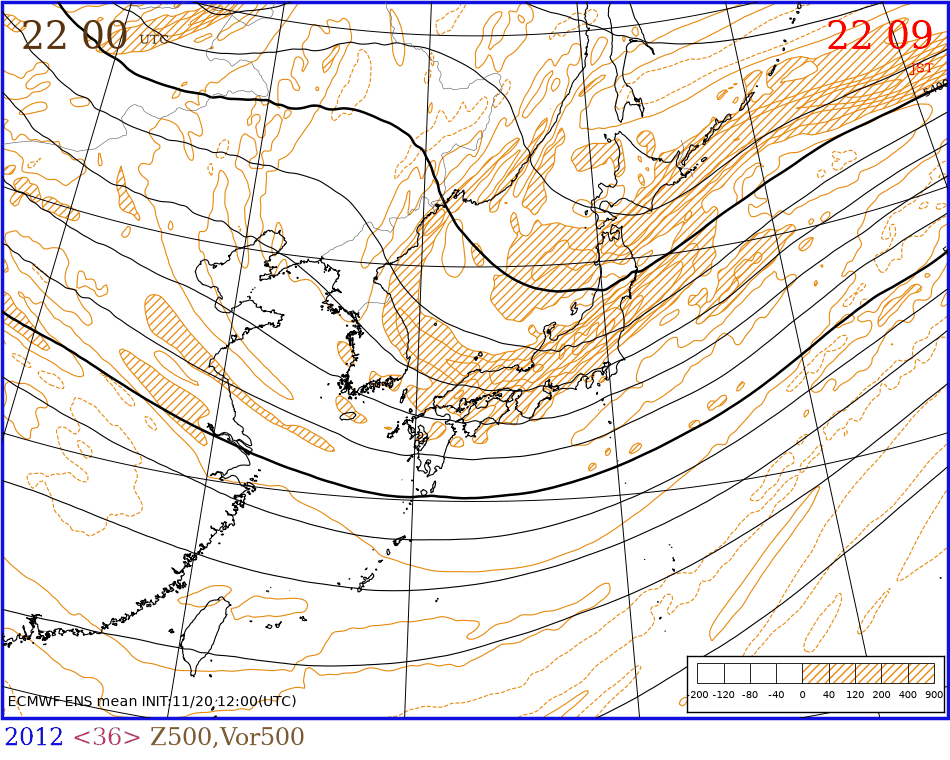 22 00 UTC
22 09
JST
ECMWF ENS mean INIT:11/20 12:00(UTC)
-200 -120 -80 -40 0 40 120 200 400 900
2012 <36> Z500,Vor500